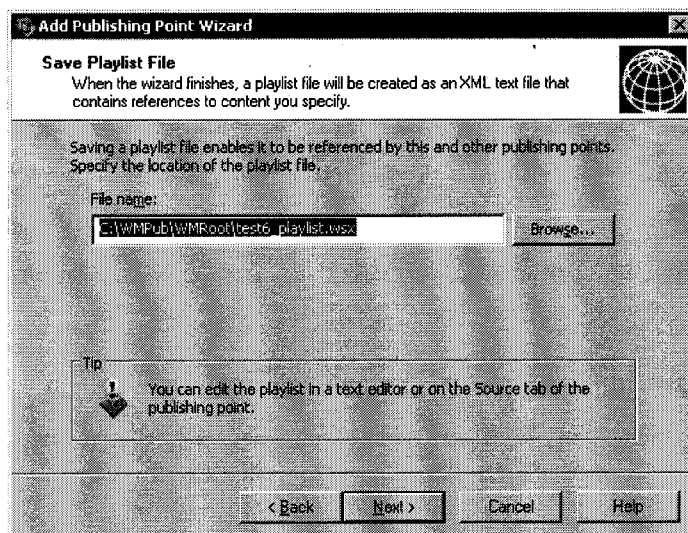 Add Publishing Point Wizard
Save Playlist File
When the wizard finishes, a playlist file will be created as an XML text file that
contains references to content you specify.
Saving a playlist file enables it to be referenced by this and other publishing points.
Specify the location of the playlist file.
File name:
C:\WMPub\WMRoot\test6_playlist.wsx
Browse...
Tip
You can edit the playlist in a text editor or on the Source tab of the
publishing point.
< Back
Next >
Cancel
Help